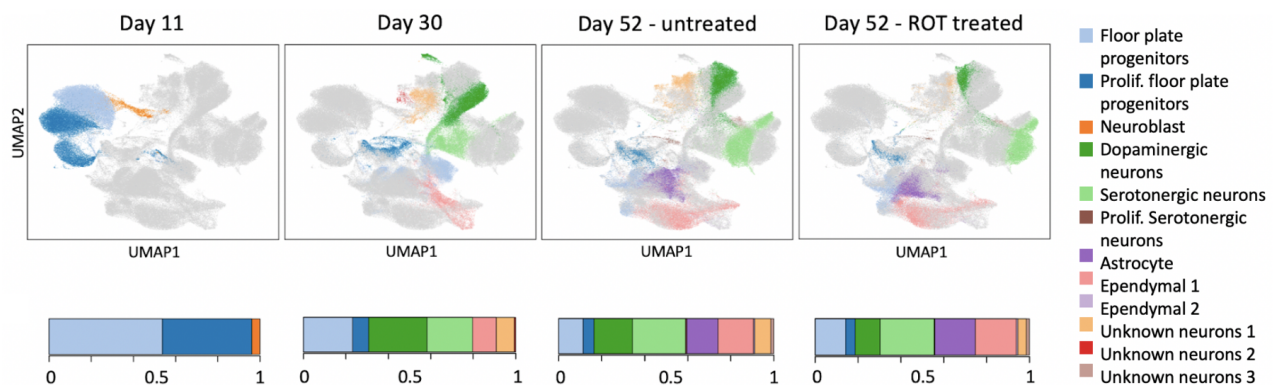 Day 11
Day 30
Day 52 - untreated
Day 52 - ROT treated
UMAP2
UMAP1
UMAP1
UMAP1
UMAP1
0
0.5
1
0
0.5
1
0
0.5
1
0
0.5
1
Floor plate
progenitors
Prolif. floor plate
progenitors
Neuroblast
Dopaminergic
neurons
Serotonergic neurons
Prolif. Serotonergic
neurons
Astrocyte
Ependymal 1
Ependymal 2
Unknown neurons 1
Unknown neurons 2
Unknown neurons 3